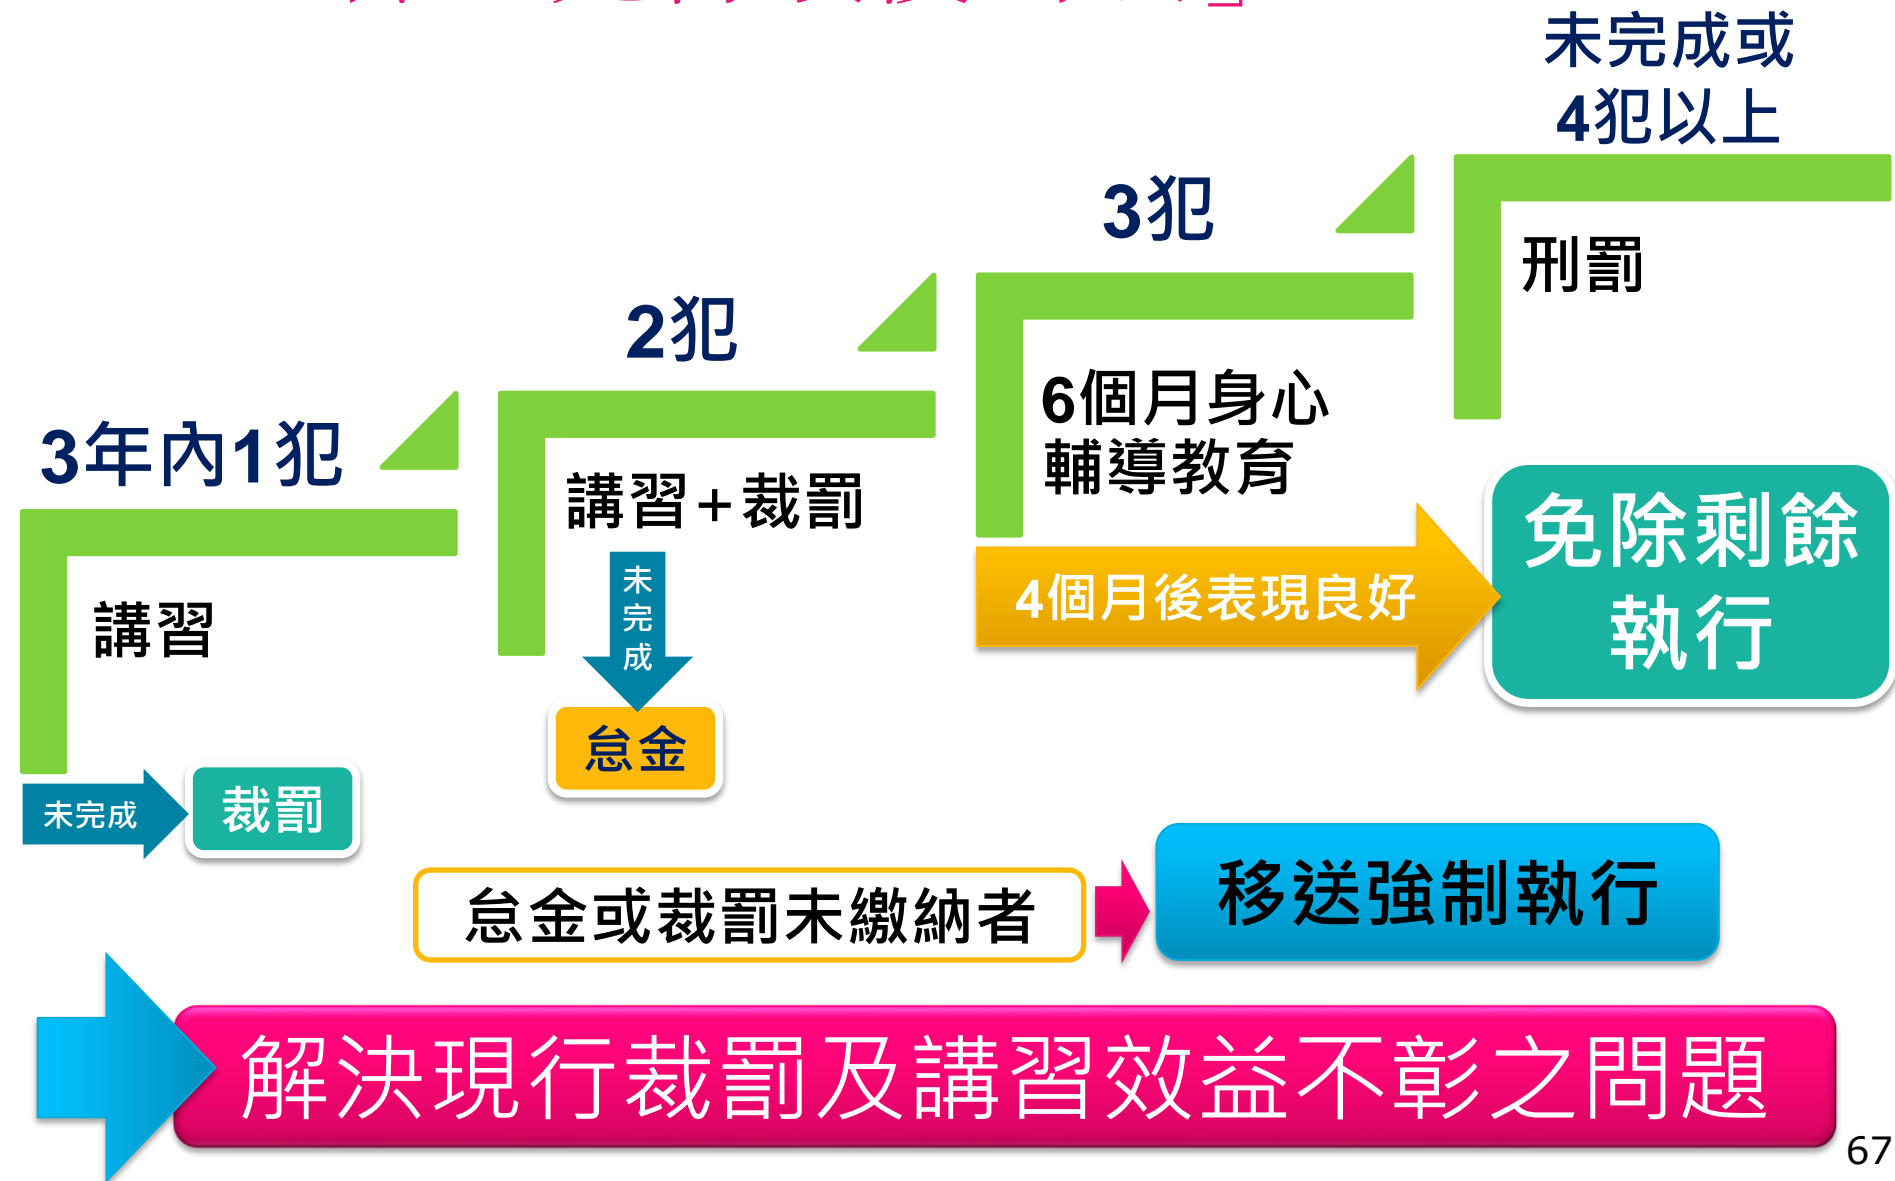 未完成或
4犯以上
刑罰
3犯
6個月身心
輔導教育
4個月後表現良好
免除剩餘
執行
2犯
講習+裁罰
未
完
成
怠金
3年內1犯
講習
未完成
裁罰
怠金或裁罰未繳納者
移送強制執行
解決現行裁罰及講習效益不彰之問題
67